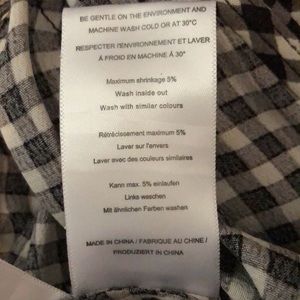 BE GENTLE ON THE ENVIRONMENT AND
MACHINE WASH COLD OR AT 30°C
RESPECTER l'ENVIRONNEMENT ET LAVER
À FROID EN MACHINE À 30°
Maximum shrinkage 5%
Wash inside out
Wash with similar colours
Rétrécissement maximum 5%
Laver sur l'envers
Laver avec des couleurs similaires
Kann max. 5% einlaufen
Links waschen
Mit ähnlichen Farben waschen
MADE IN CHINA / FABRIQUE AU CHINE /
PRODUZIERT IN CHINA